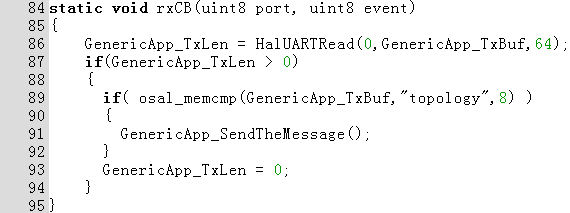 84 static void rxCB(uint8 port, uint8 event)
85 {
86     GenericApp_TxLen = HalUARTRead(0,GenericApp_TxBuf,64);
87     if(GenericApp_TxLen > 0)
88     {
89       if( osal_memcmp(GenericApp_TxBuf,"topology",8) )
90       {
91         GenericApp_SendTheMessage();
92       }
93       GenericApp_TxLen = 0;
94     }
95 }